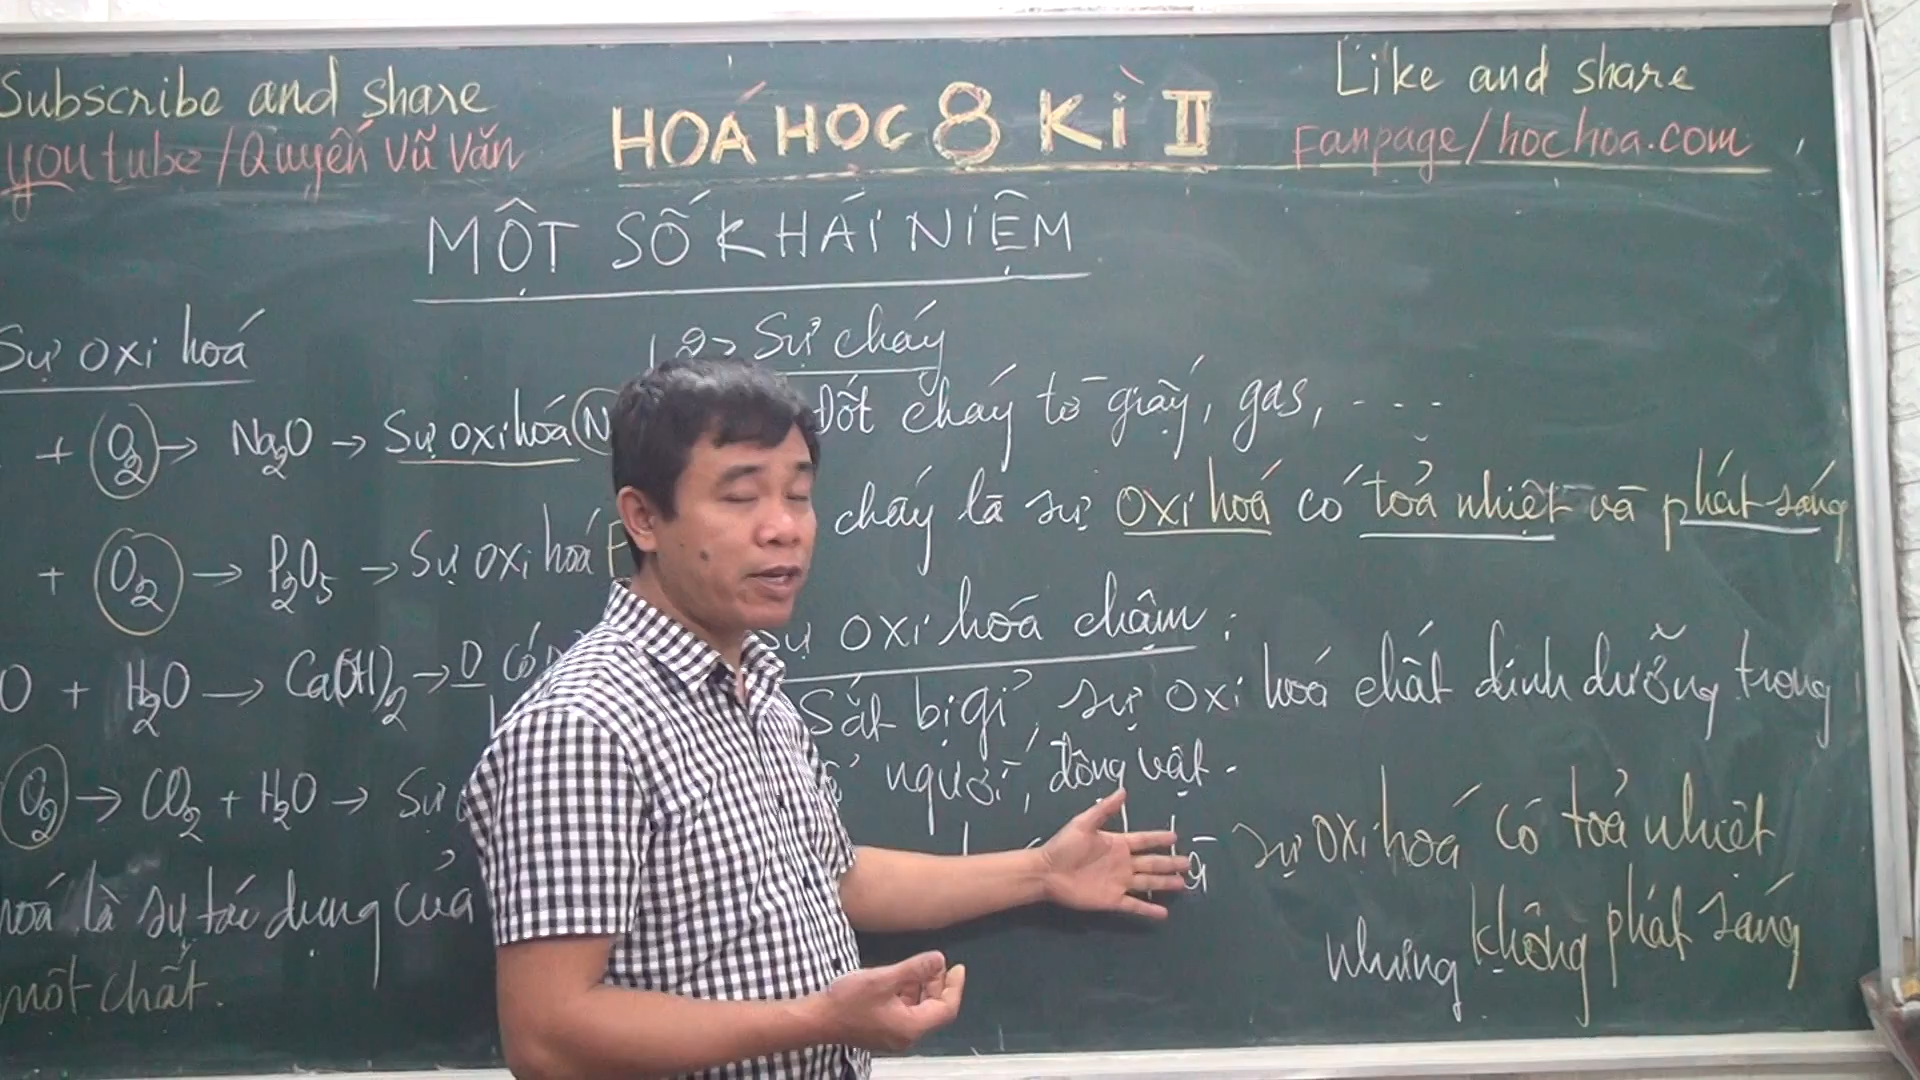 Subscribe and share
youtube/Quyến Vũ Văn
HOÁ HỌC 8 KÌ II
Like and share
Fanpage/hochoa.com
MỘT SỐ KHÁI NIỆM
Sự oxi hoá
+ O2 → Na2O → Sự oxi hoá N
+ O2 → P2O5 → Sự oxi hoá P
O + H2O → Ca(OH)2 → 0 có
O2 → CO2 + H2O → Sự
hoá là sự tác dụng của
một chất.
2> Sự cháy
Đốt cháy tờ giấy, gas, ....
cháy là sự oxi hoá có toả nhiệt và phát sáng
sự oxi hoá chậm:
Sắt bị gỉ, sự oxi hoá chất dinh dưỡng trong
người, động vật.
là sự oxi hoá có toả nhiệt
nhưng không phát sáng